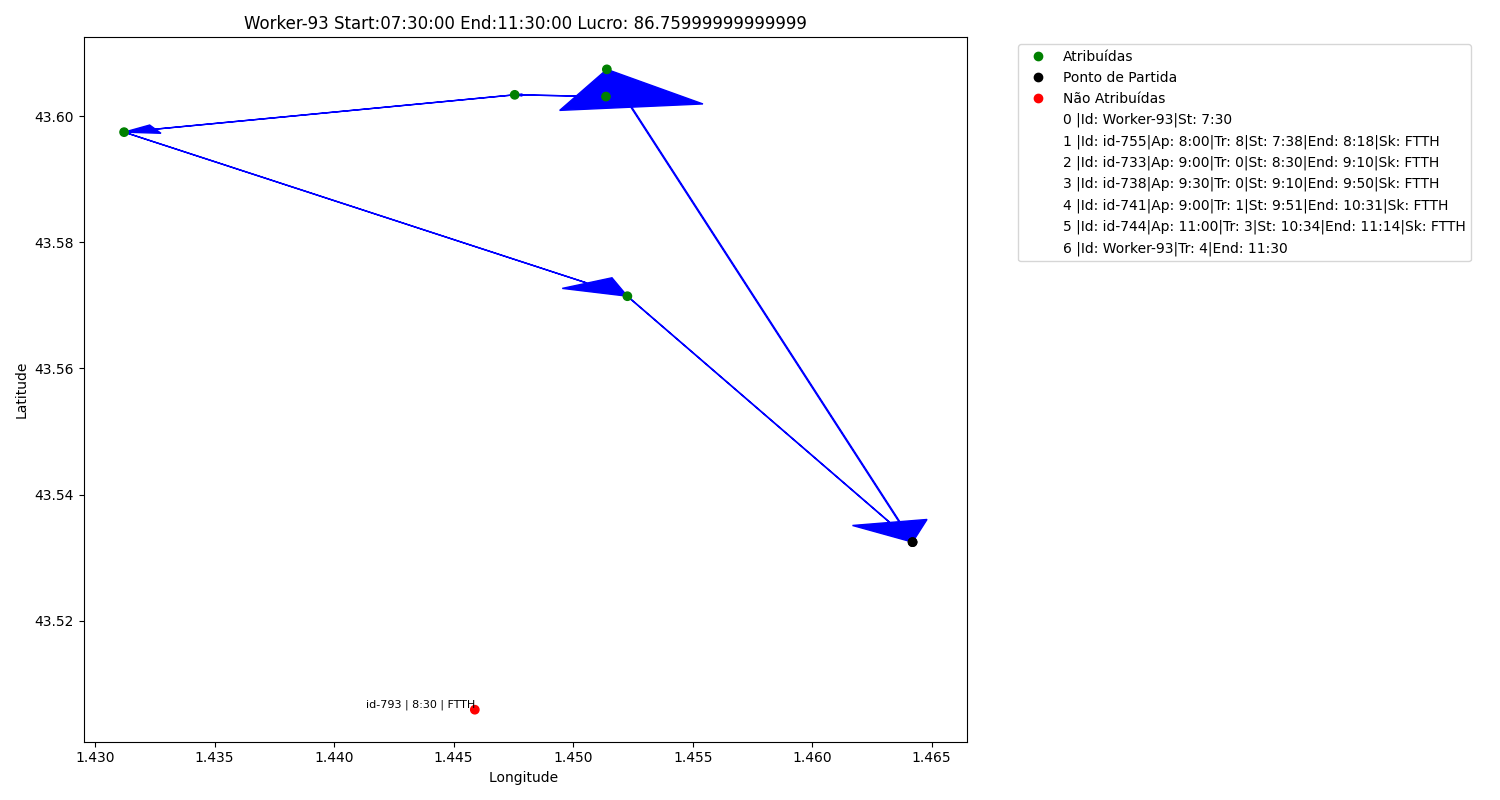 Worker-93 Start:07:30:00 End:11:30:00 Lucro: 86.75999999999999
Atribuídas
Ponto de Partida
Não Atribuídas
0 |Id: Worker-93|St: 7:30
1 |Id: id-755|Ap: 8:00|Tr: 8|St: 7:38|End: 8:18|Sk: FTTH
2 |Id: id-733|Ap: 9:00|Tr: 0|St: 8:30|End: 9:10|Sk: FTTH
3 |Id: id-738|Ap: 9:30|Tr: 0|St: 9:10|End: 9:50|Sk: FTTH
4 |Id: id-741|Ap: 9:00|Tr: 1|St: 9:51|End: 10:31|Sk: FTTH
5 |Id: id-744|Ap: 11:00|Tr: 3|St: 10:34|End: 11:14|Sk: FTTH
6 |Id: Worker-93|Tr: 4|End: 11:30
43.60
43.58
43.56
43.54
43.52
Latitude
id-793 | 8:30 | FTTH
1.430
1.435
1.440
1.445
1.450
1.455
1.460
1.465
Longitude